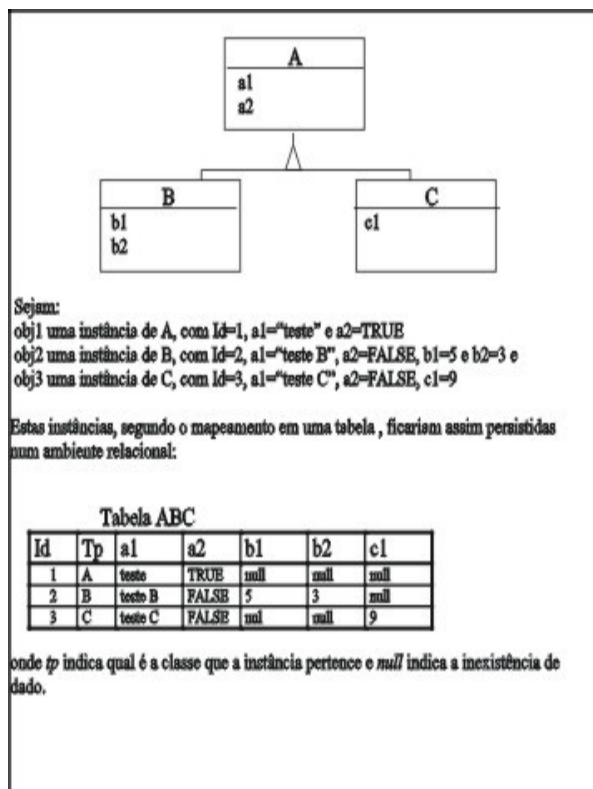 A
a1
a2
B
b1
b2
C
c1
Sejam:
obj1 uma instância de A, com Id=1, a1="teste" e a2=TRUE
obj2 uma instância de B, com Id=2, a1="teste B", a2=FALSE, b1=5 e b2=3 e
obj3 uma instância de C, com Id=3, a1="teste C", a2=FALSE, c1=9
Estas instâncias, segundo o mapeamento em uma tabela , ficariam assim persistidas
num ambiente relacional:
Tabela ABC
Id Tp a1 a2 b1 b2 c1
1 A teste TRUE null null null
2 B teste B FALSE 5 3 null
3 C teste C FALSE nul null 9
onde tp indica qual é a classe que a instância pertence e null indica a inexistência de
dado.